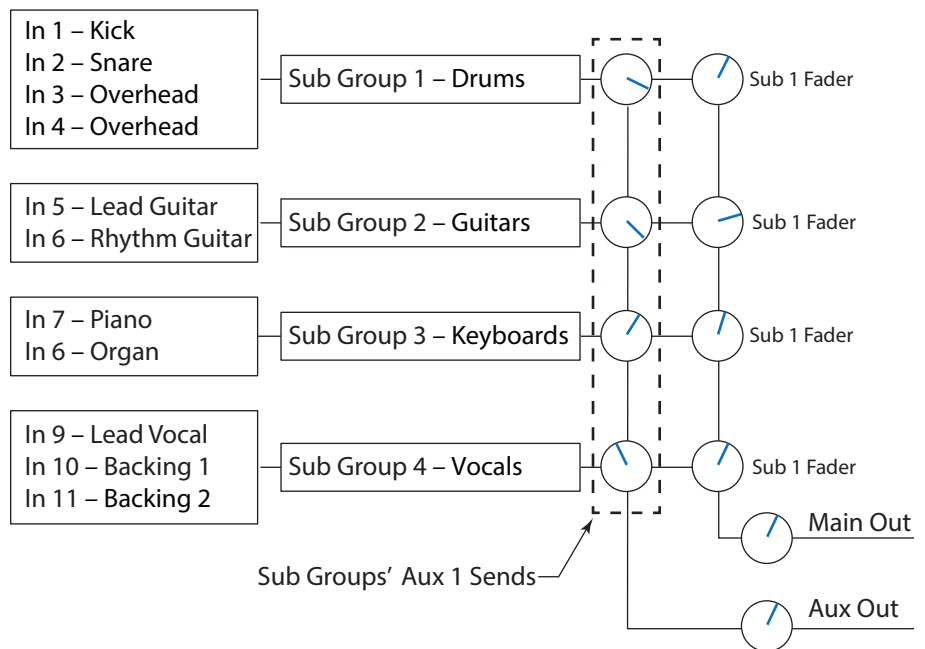 In 1 – Kick
In 2 – Snare
In 3 – Overhead
In 4 – Overhead
Sub Group 1 – Drums
Sub 1 Fader
In 5 – Lead Guitar
In 6 – Rhythm Guitar
Sub Group 2 – Guitars
Sub 1 Fader
In 7 – Piano
In 6 – Organ
Sub Group 3 – Keyboards
Sub 1 Fader
In 9 – Lead Vocal
In 10 – Backing 1
In 11 – Backing 2
Sub Group 4 – Vocals
Sub 1 Fader
Main Out
Sub Groups’ Aux 1 Sends
Aux Out